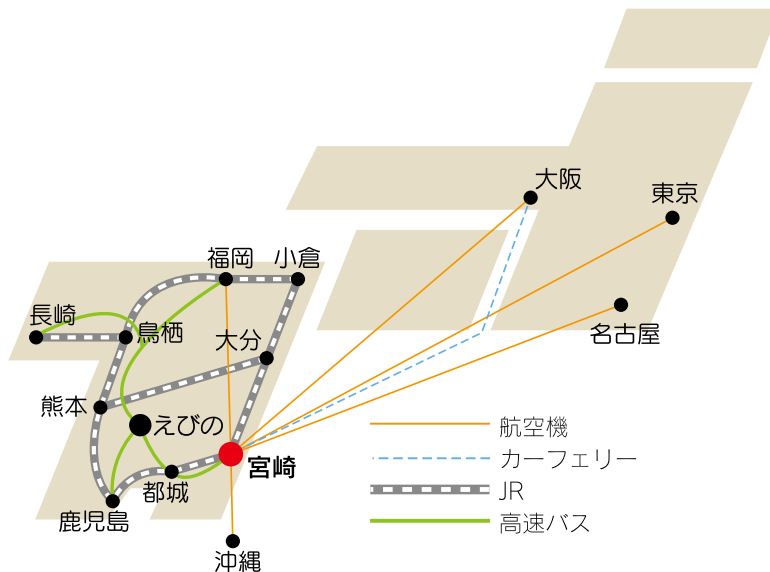 大阪
東京
福岡
小倉
長崎
鳥栖
大分
名古屋
熊本
えびの
宮崎
都城
鹿児島
沖縄
航空機
カーフェリー
JR
高速バス